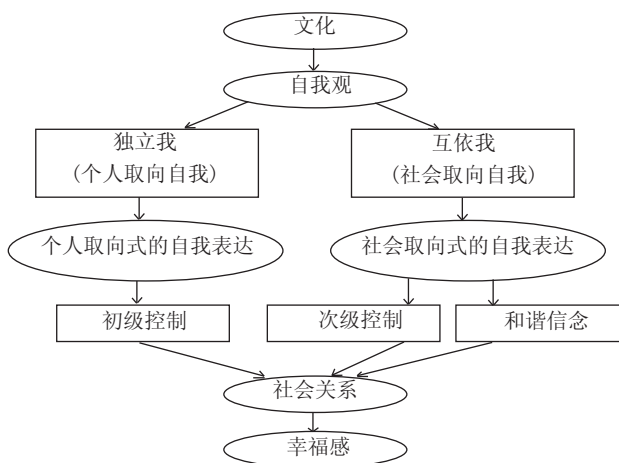 文化
自我观
独立我
(个人取向自我)
互依我
(社会取向自我)
个人取向式的自我表达
社会取向式的自我表达
初级控制
次级控制
和谐信念
社会关系
幸福感